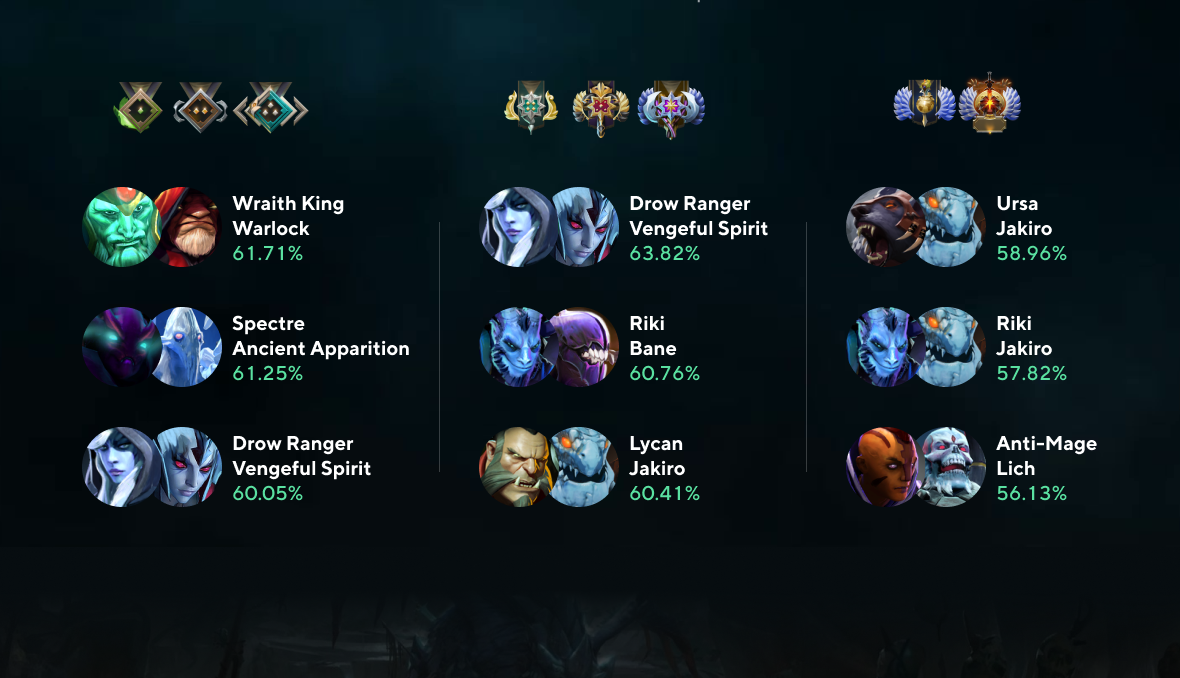 Wraith King
Warlock
61.71%
Spectre
Ancient Apparition
61.25%
Drow Ranger
Vengeful Spirit
60.05%
Drow Ranger
Vengeful Spirit
63.82%
Riki
Bane
60.76%
Lycan
Jakiro
60.41%
Ursa
Jakiro
58.96%
Riki
Jakiro
57.82%
Anti-Mage
Lich
56.13%